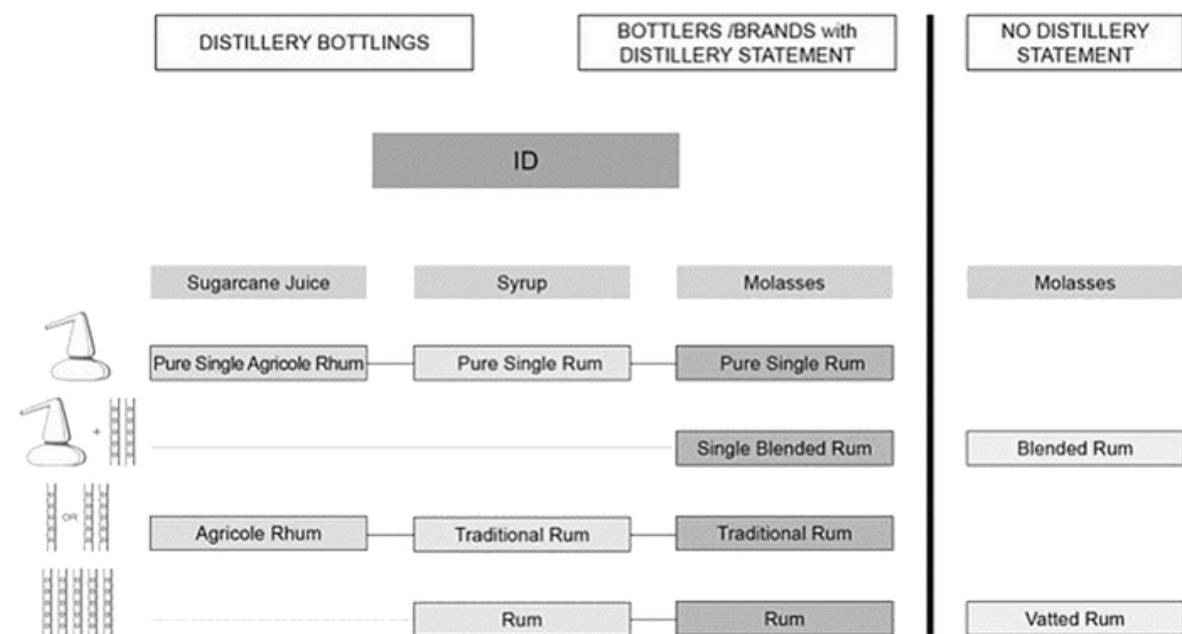 DISTILLERY BOTTLINGS
BOTTLERS /BRANDS with
DISTILLERY STATEMENT
NO DISTILLERY
STATEMENT
ID
Sugarcane Juice
Syrup
Molasses
Molasses
Pure Single Agricole Rhum
Pure Single Rum
Pure Single Rum
+
Single Blended Rum
Blended Rum
OR
Agricole Rhum
Traditional Rum
Traditional Rum
Rum
Rum
Vatted Rum